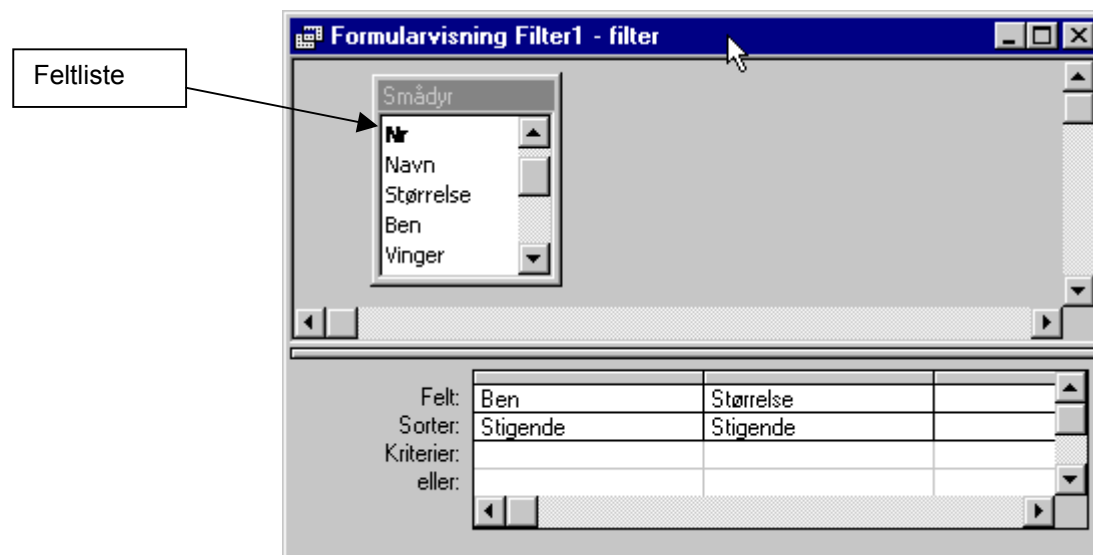 Formularvisning Filter1 - filter
Feltliste
Smådyr
Nr
Navn
Størrelse
Ben
Vinger
Felt: Ben Størrelse
Sorter: Stigende Stigende
Kriterier:
eller: